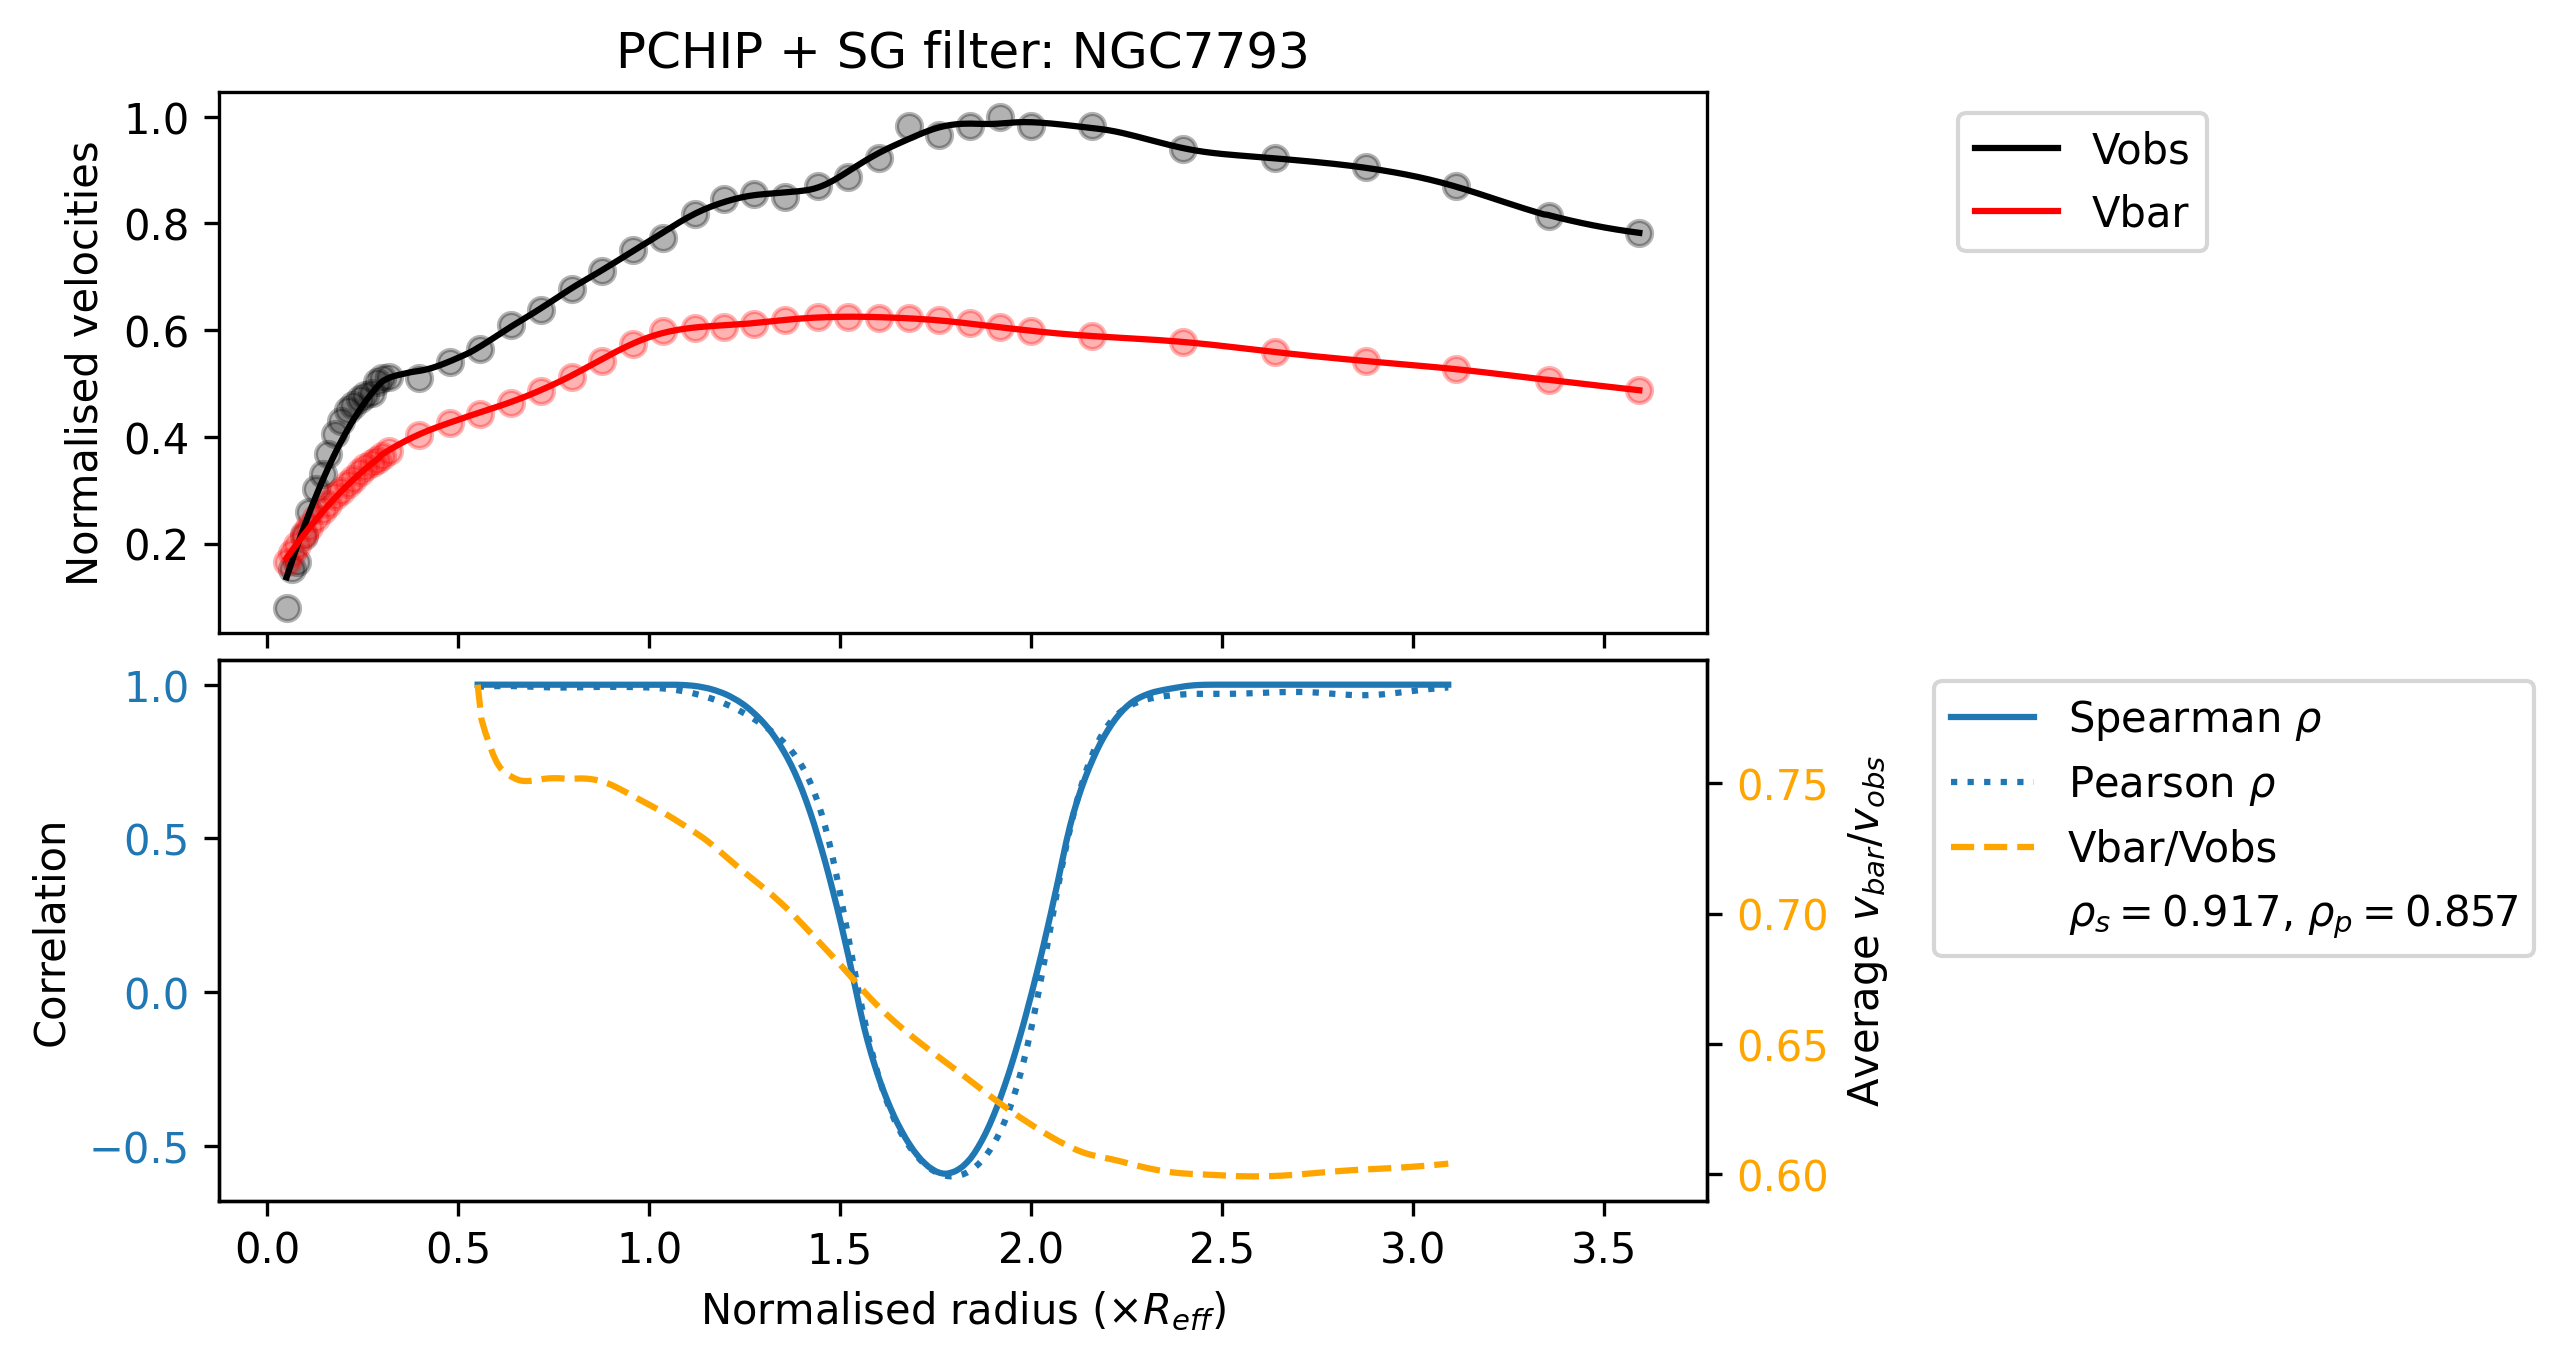 PCHIP + SG filter: NGC7793
Normalised velocities
1.0
0.8
0.6
0.4
0.2
Vobs
Vbar
Correlation
1.0
0.5
0.0
−0.5
0.75
0.70
0.65
0.60
Average v_bar/v_obs
Spearman ρ
Pearson ρ
Vbar/Vobs
ρ_s = 0.917, ρ_p = 0.857
0.0 0.5 1.0 1.5 2.0 2.5 3.0 3.5
Normalised radius (×R_eff)